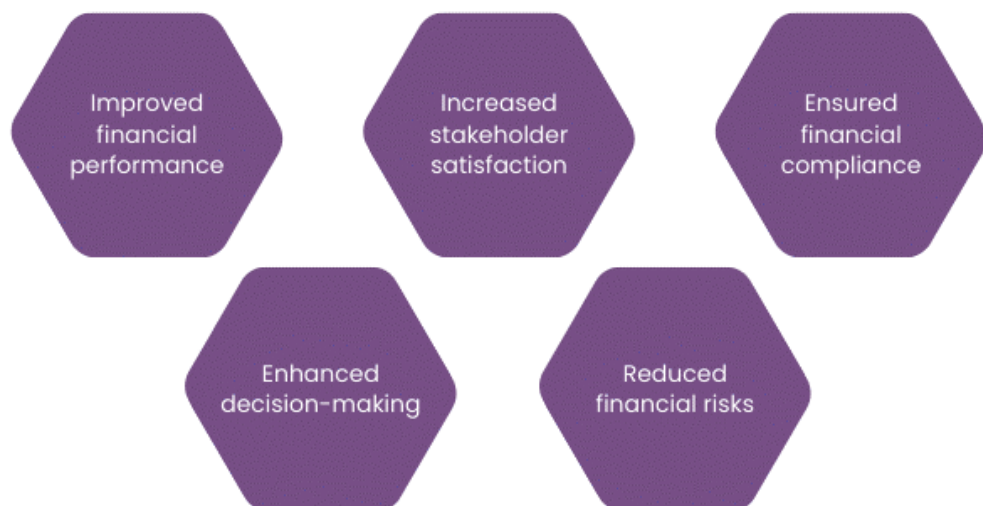 Improved
financial
performance
Increased
stakeholder
satisfaction
Ensured
financial
compliance
Enhanced
decision-making
Reduced
financial risks